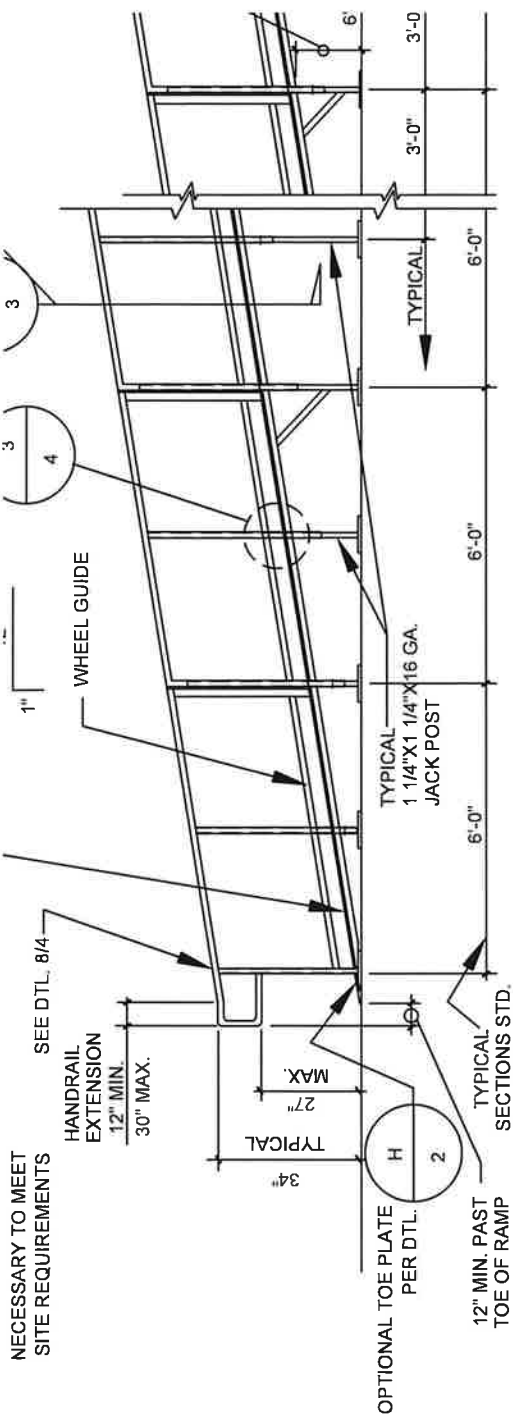 NECESSARY TO MEET
SITE REQUIREMENTS
SEE DTL. 8/4
HANDRAIL
EXTENSION
12" MIN.
30" MAX.
WHEEL GUIDE
1"
3
4
3
34"
TYPICAL
27"
MAX.
OPTIONAL TOE PLATE
PER DTL.
H
2
12" MIN. PAST
TOE OF RAMP
TYPICAL
SECTIONS STD.
TYPICAL
1 1/4"X1 1/4"X16 GA.
JACK POST
TYPICAL
3'-0"
3'-0
6'
6'-0"
6'-0"
6'-0"